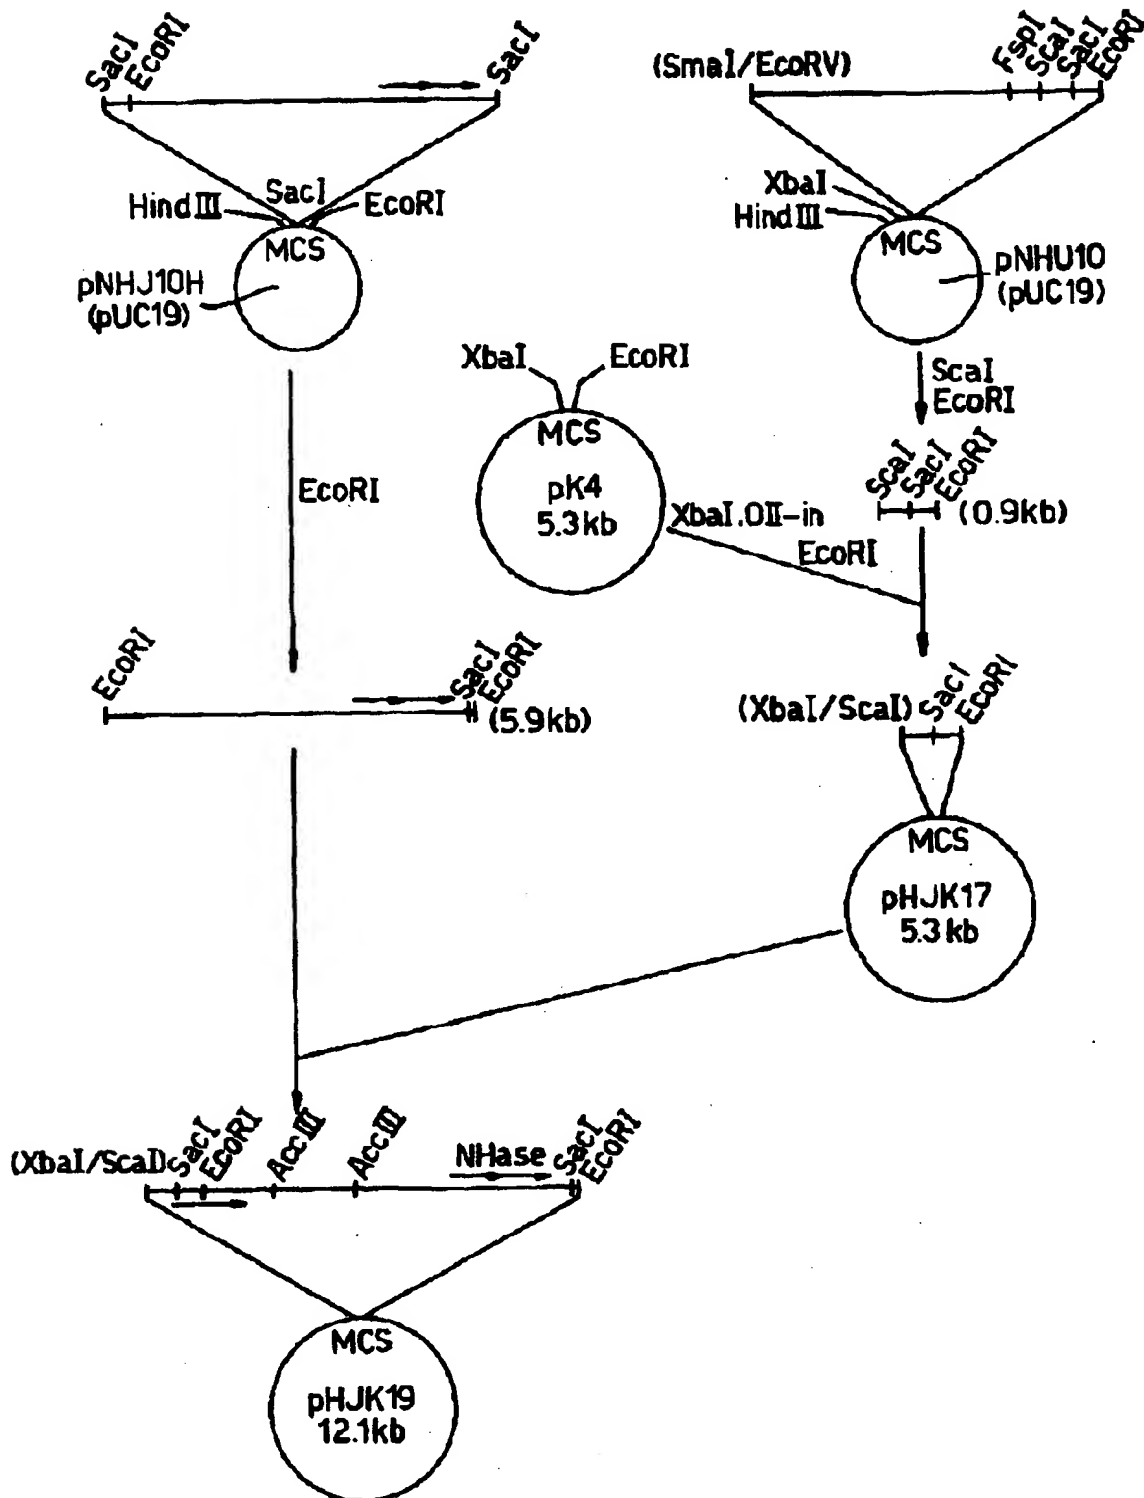 SacI
EcoRI
SacI
HindIII
SacI
EcoRI
MCS
pNHJ10H
(pUC19)
(SmaI/EcoRV)
FspI
ScaI
SacI
EcoRI
XbaI
HindIII
MCS
pNHU10
(pUC19)
ScaI
EcoRI
XbaI
EcoRI
MCS
pK4
5.3kb
EcoRI
ScaI
SacI
EcoRI
(0.9kb)
XbaI.OII-in
EcoRI
EcoRI
SacI
EcoRI
(5.9kb)
(XbaI/ScaI)
SacI
EcoRI
MCS
pHJK17
5.3kb
(XbaI/ScaI)
SacI
EcoRI
AccIII
AccIII
NHase
SacI
EcoRI
MCS
pHJK19
12.1kb